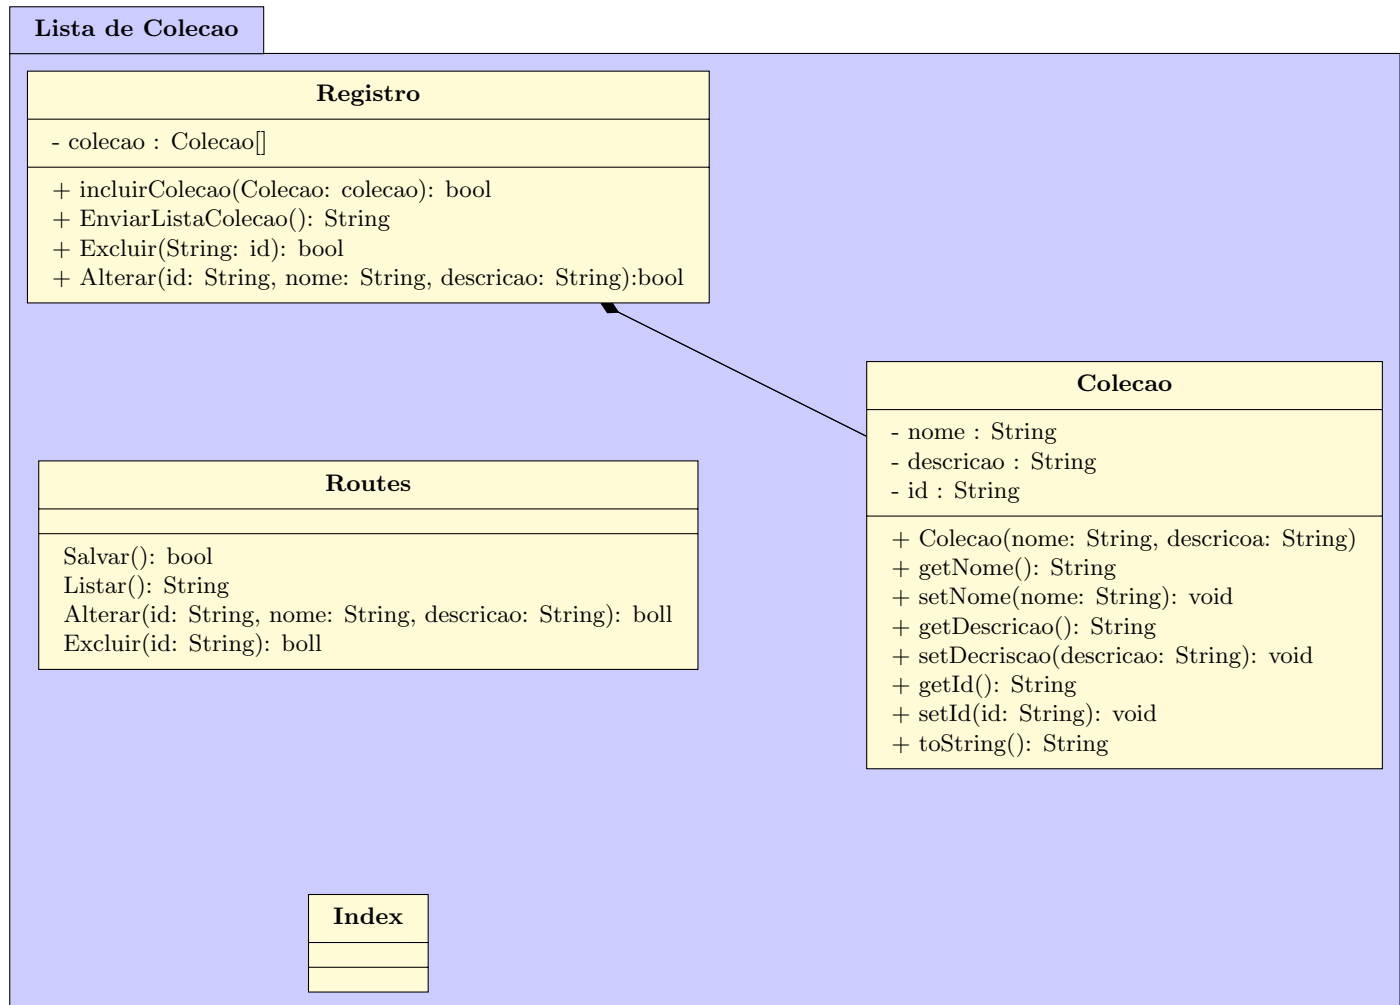 Lista de Colecao
Registro
- colecao : Colecao[]
+ incluirColecao(Colecao: colecao): bool
+ EnviarListaColecao(): String
+ Excluir(String: id): bool
+ Alterar(id: String, nome: String, descricao: String):bool
Colecao
- nome : String
- descricao : String
- id : String
+ Colecao(nome: String, descricoa: String)
+ getNome(): String
+ setNome(nome: String): void
+ getDescricao(): String
+ setDecriscao(descricao: String): void
+ getId(): String
+ setId(id: String): void
+ toString(): String
Routes
Salvar(): bool
Listar(): String
Alterar(id: String, nome: String, descricao: String): boll
Excluir(id: String): boll
Index